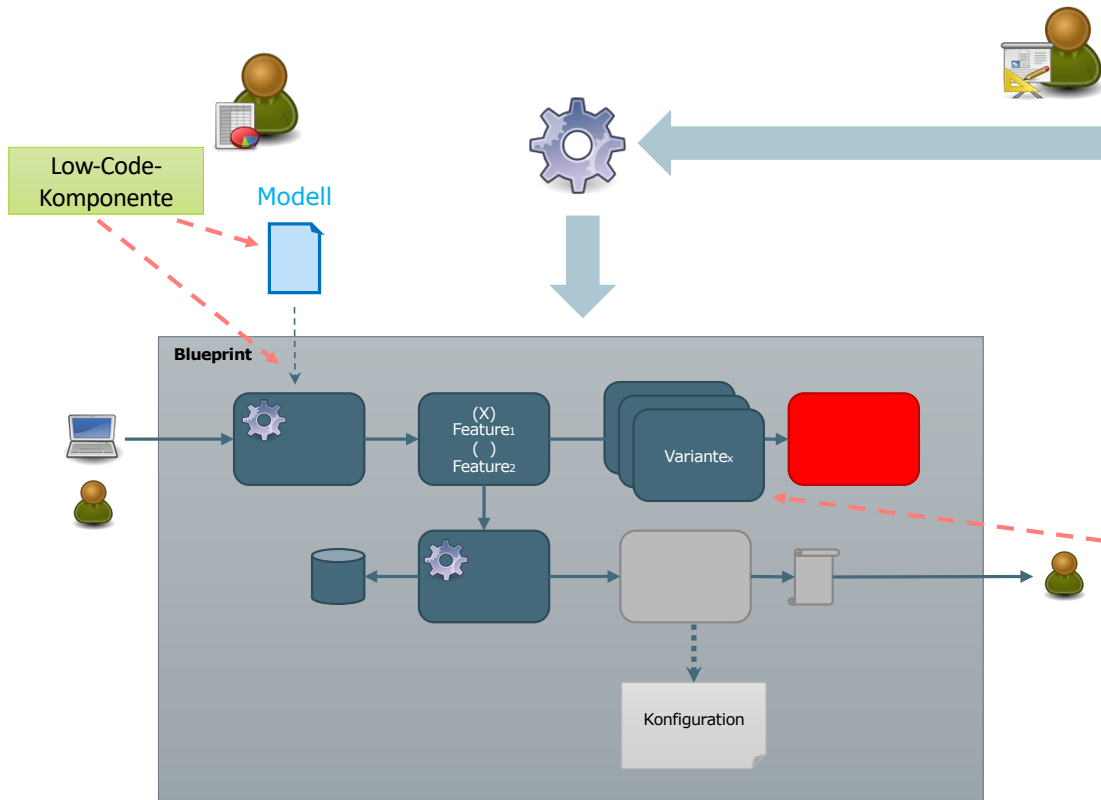 Low-Code-
Komponente
Modell
Blueprint
(X)
Feature₁
( )
Feature₂
Varianteₓ
Konfiguration